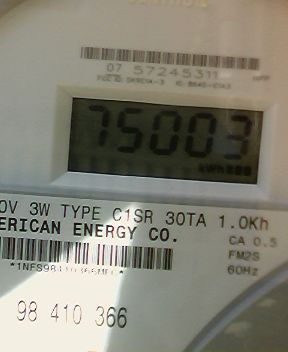 07 57245311
75003
0V 3W TYPE C1SR 30TA 1.0Kh
ERICAN ENERGY CO.
CA 0.5
FM2S
60Hz
98 410 366